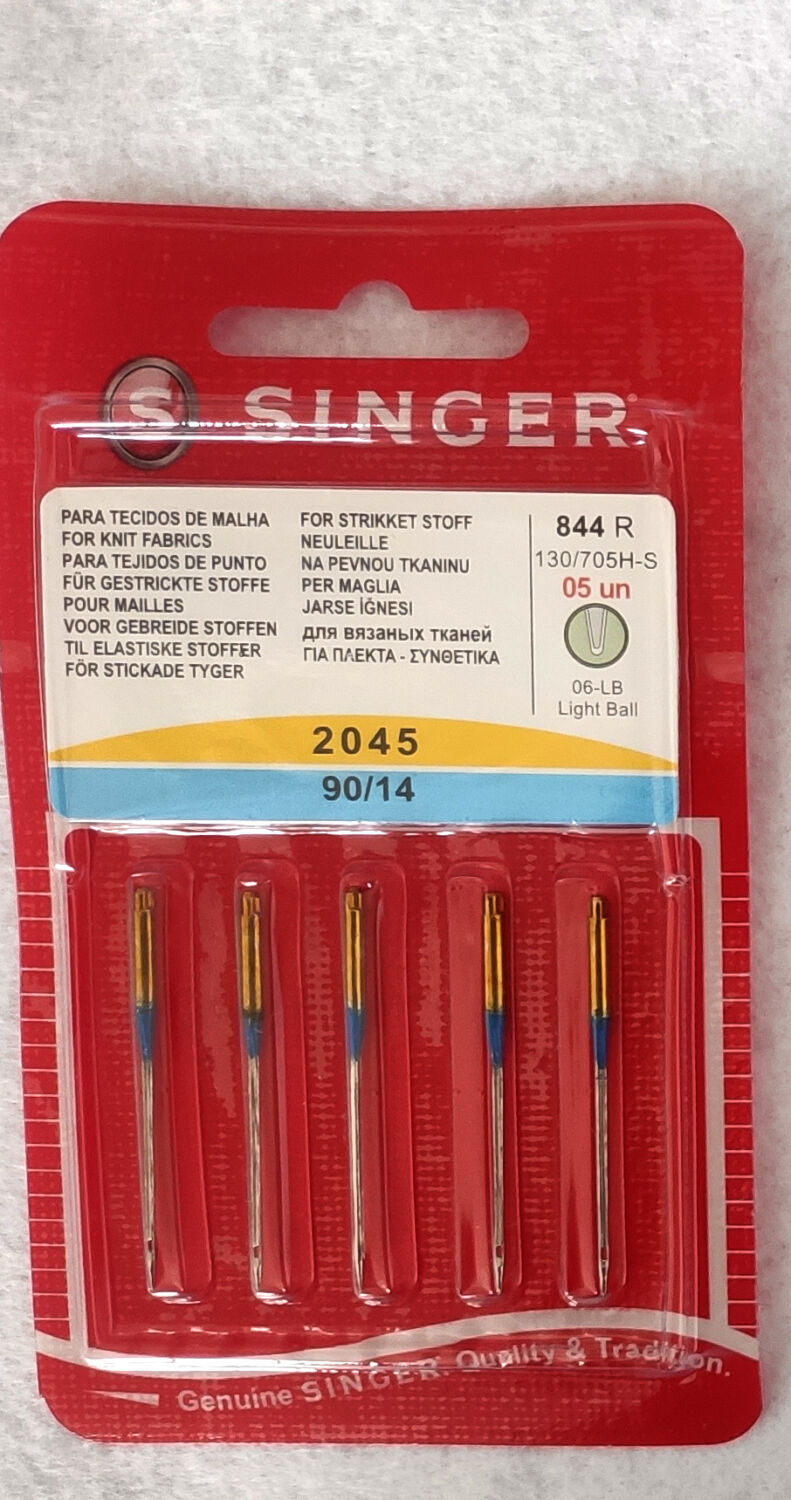 S SINGER®
PARA TECIDOS DE MALHA
FOR KNIT FABRICS
PARA TEJIDOS DE PUNTO
FÜR GESTRICKTE STOFFE
POUR MAILLES
VOOR GEBREIDE STOFFEN
TIL ELASTISKE STOFFER
FÖR STICKADE TYGER
FOR STRIKKET STOFF
NEULEILLE
NA PEVNOU TKANINU
PER MAGLIA
JARSE İĞNESI
для вязаных тканей
ΓΙΑ ΠΛΕΚΤΑ - ΣΥΝΘΕΤΙΚΑ
844 R
130/705H-S
05 un
06-LB
Light Ball
2045
90/14
Genuine SINGER® Quality & Tradition.